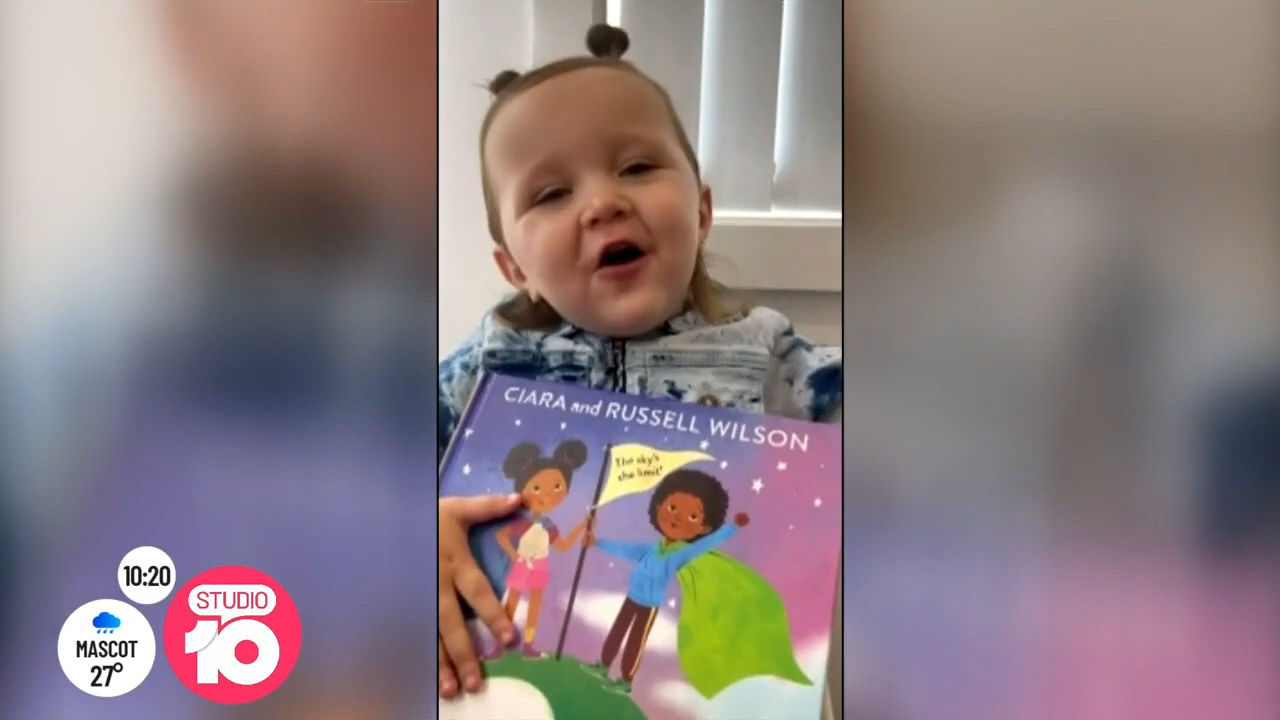 CIARA and RUSSELL WILSON
The sky's
the limit!
10:20
STUDIO
10
MASCOT
27°